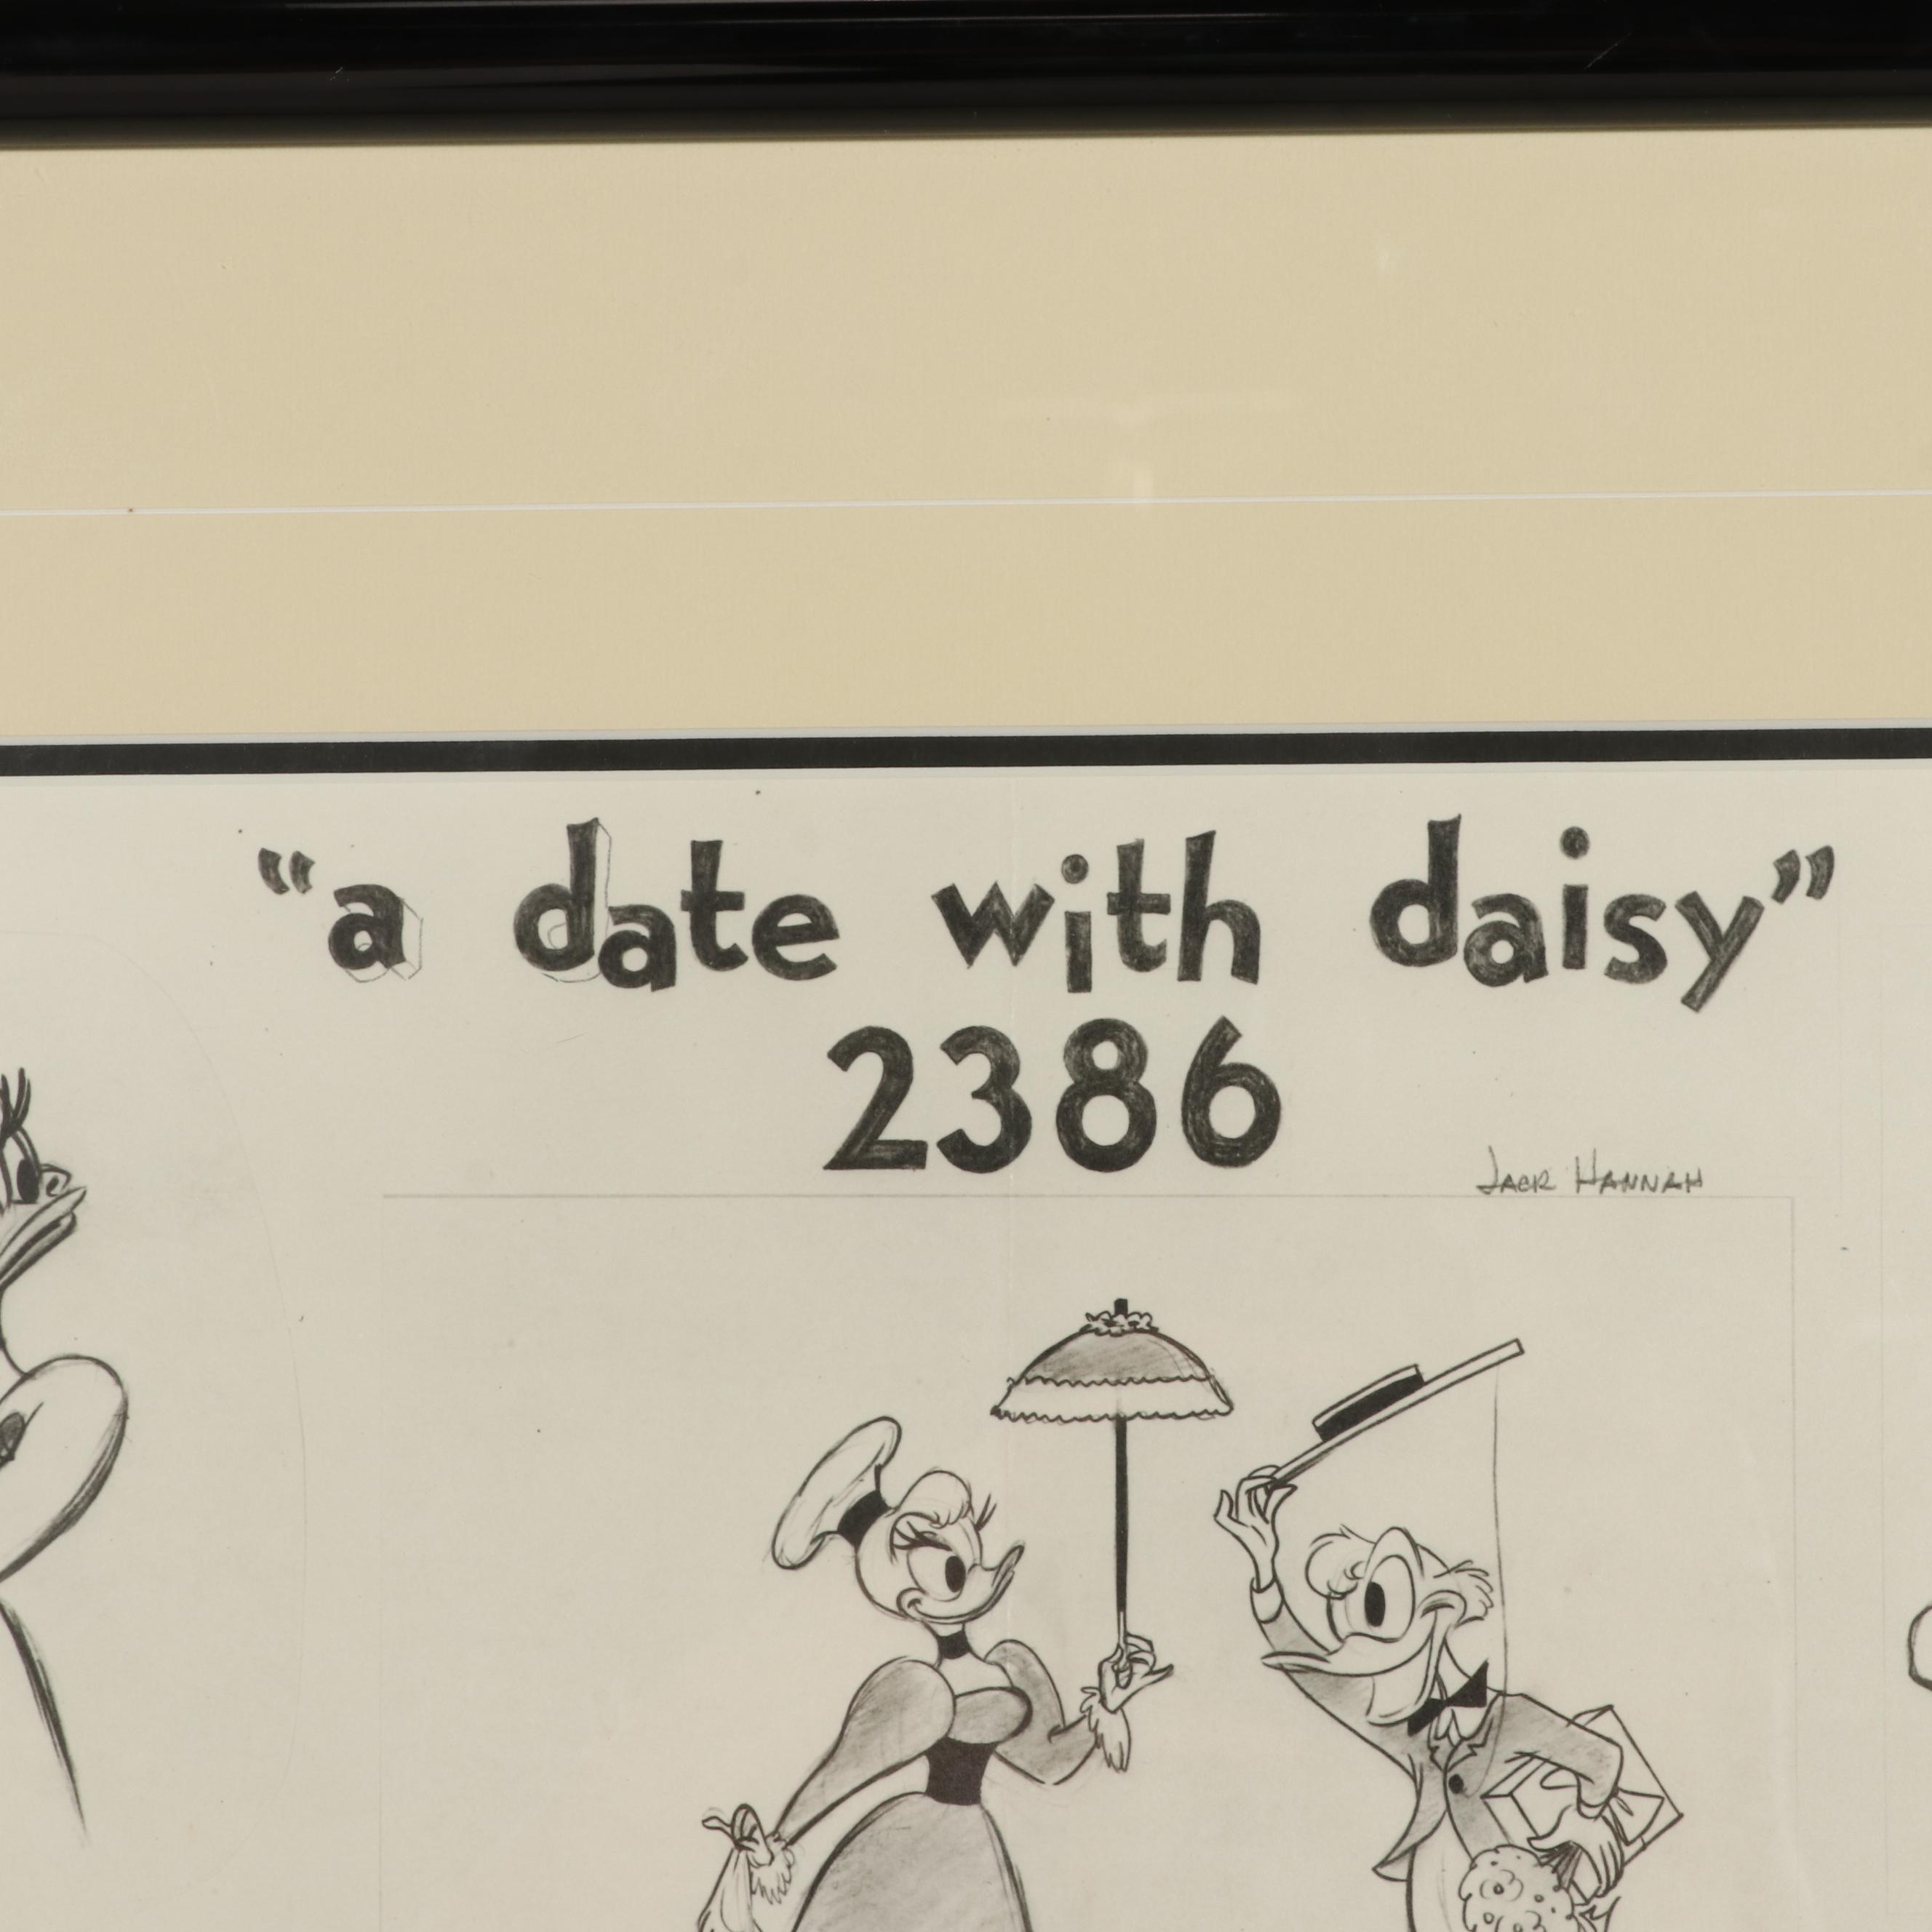 “a date with daisy”
2386
JACK HANNAH